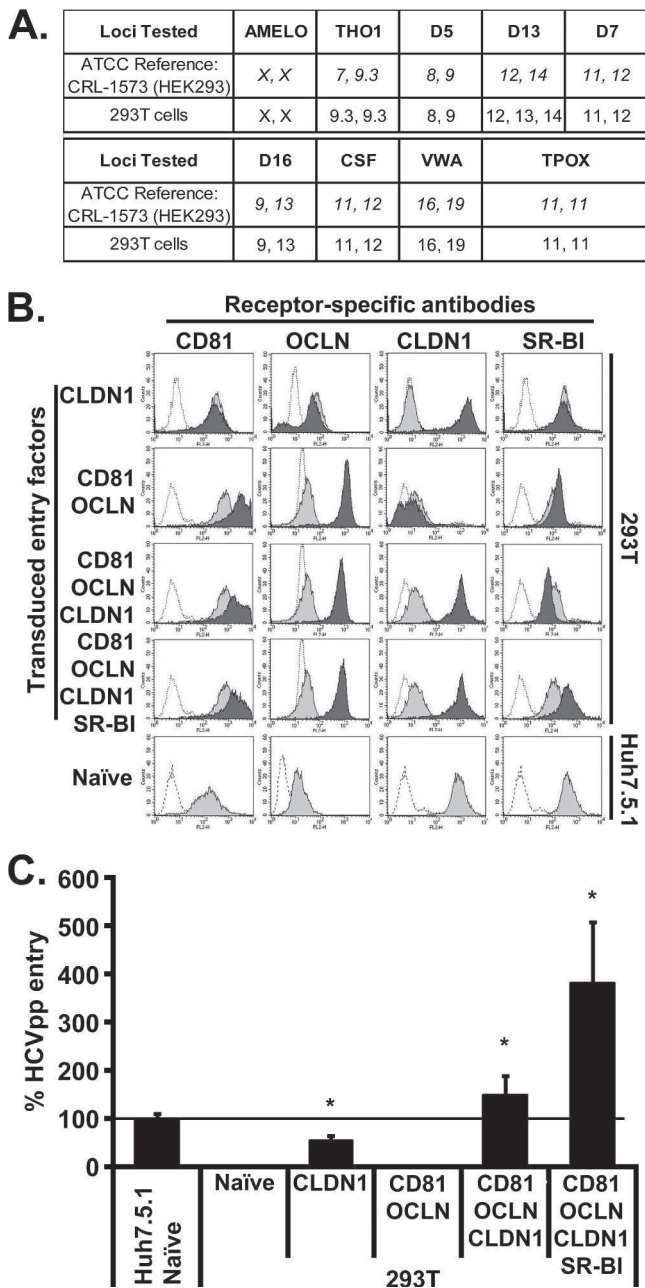 A.
Loci Tested AMELO THO1 D5 D13 D7
ATCC Reference: CRL-1573 (HEK293) X, X 7, 9.3 8, 9 12, 14 11, 12
293T cells X, X 9.3, 9.3 8, 9 12, 13, 14 11, 12
Loci Tested D16 CSF VWA TPOX
ATCC Reference: CRL-1573 (HEK293) 9, 13 11, 12 16, 19 11, 11
293T cells 9, 13 11, 12 16, 19 11, 11
B.
Receptor-specific antibodies
CD81 OCLN CLDN1 SR-BI
Transduced entry factors
CLDN1
CD81
OCLN
CD81
OCLN
CLDN1
CD81
OCLN
CLDN1
SR-BI
Naïve
293T
Huh7.5.1
Counts
FL2-H
C.
% HCVpp entry
600
500
400
300
200
100
0
* * *
Huh7.5.1
Naïve
Naïve
CLDN1
CD81
OCLN
CD81
OCLN
CLDN1
CD81
OCLN
CLDN1
SR-BI
293T